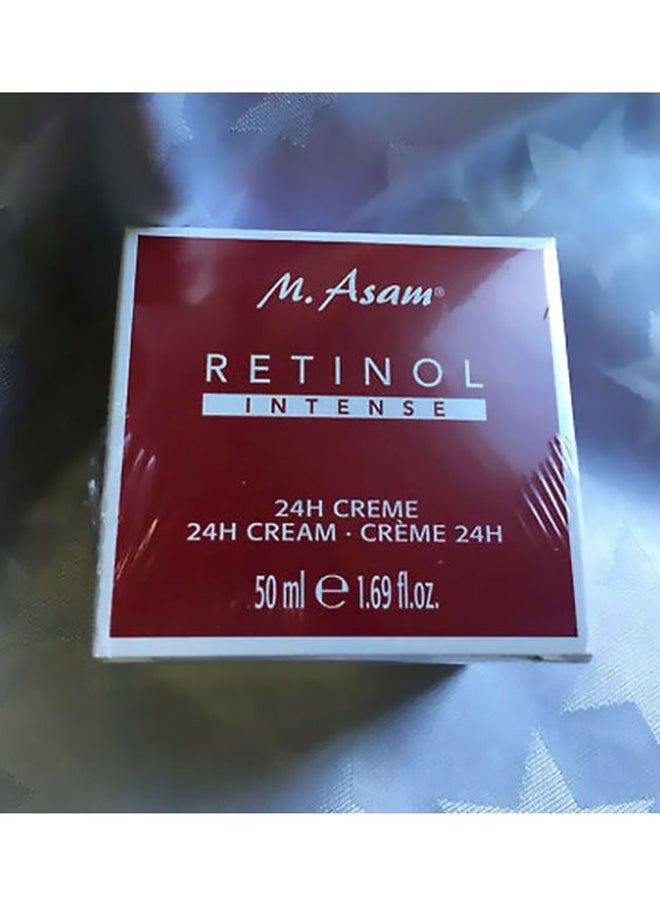 M. Asam®
RETINOL
INTENSE
24H CREME
24H CREAM · CRÈME 24H
50 ml ℮ 1.69 fl.oz.